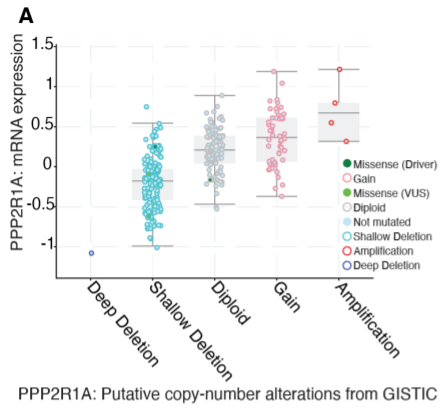 A
PPP2R1A: mRNA expression
1.5
1
0.5
0
-0.5
-1
Missense (Driver)
Gain
Missense (VUS)
Diploid
Not mutated
Shallow Deletion
Amplification
Deep Deletion
Deep Deletion
Shallow Deletion
Diploid
Gain
Amplification
PPP2R1A: Putative copy-number alterations from GISTIC